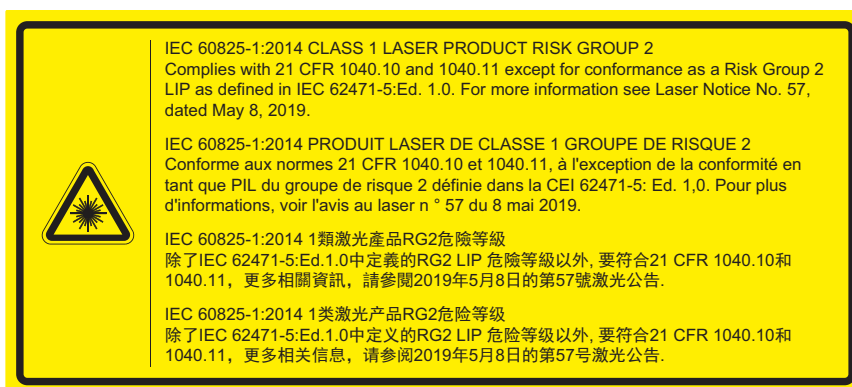 IEC 60825-1:2014 CLASS 1 LASER PRODUCT RISK GROUP 2
Complies with 21 CFR 1040.10 and 1040.11 except for conformance as a Risk Group 2
LIP as defined in IEC 62471-5:Ed. 1.0. For more information see Laser Notice No. 57,
dated May 8, 2019.
IEC 60825-1:2014 PRODUIT LASER DE CLASSE 1 GROUPE DE RISQUE 2
Conforme aux normes 21 CFR 1040.10 et 1040.11, à l'exception de la conformité en
tant que PIL du groupe de risque 2 définie dans la CEI 62471-5: Ed. 1,0. Pour plus
d'informations, voir l'avis au laser n ° 57 du 8 mai 2019.
IEC 60825-1:2014 1類激光產品RG2危險等級
除了IEC 62471-5:Ed.1.0中定義的RG2 LIP 危險等級以外, 要符合21 CFR 1040.10和
1040.11，更多相關資訊，請參閱2019年5月8日的第57號激光公告.
IEC 60825-1:2014 1类激光产品RG2危险等级
除了IEC 62471-5:Ed.1.0中定义的RG2 LIP 危险等级以外, 要符合21 CFR 1040.10和
1040.11，更多相关信息，请参阅2019年5月8日的第57号激光公告.